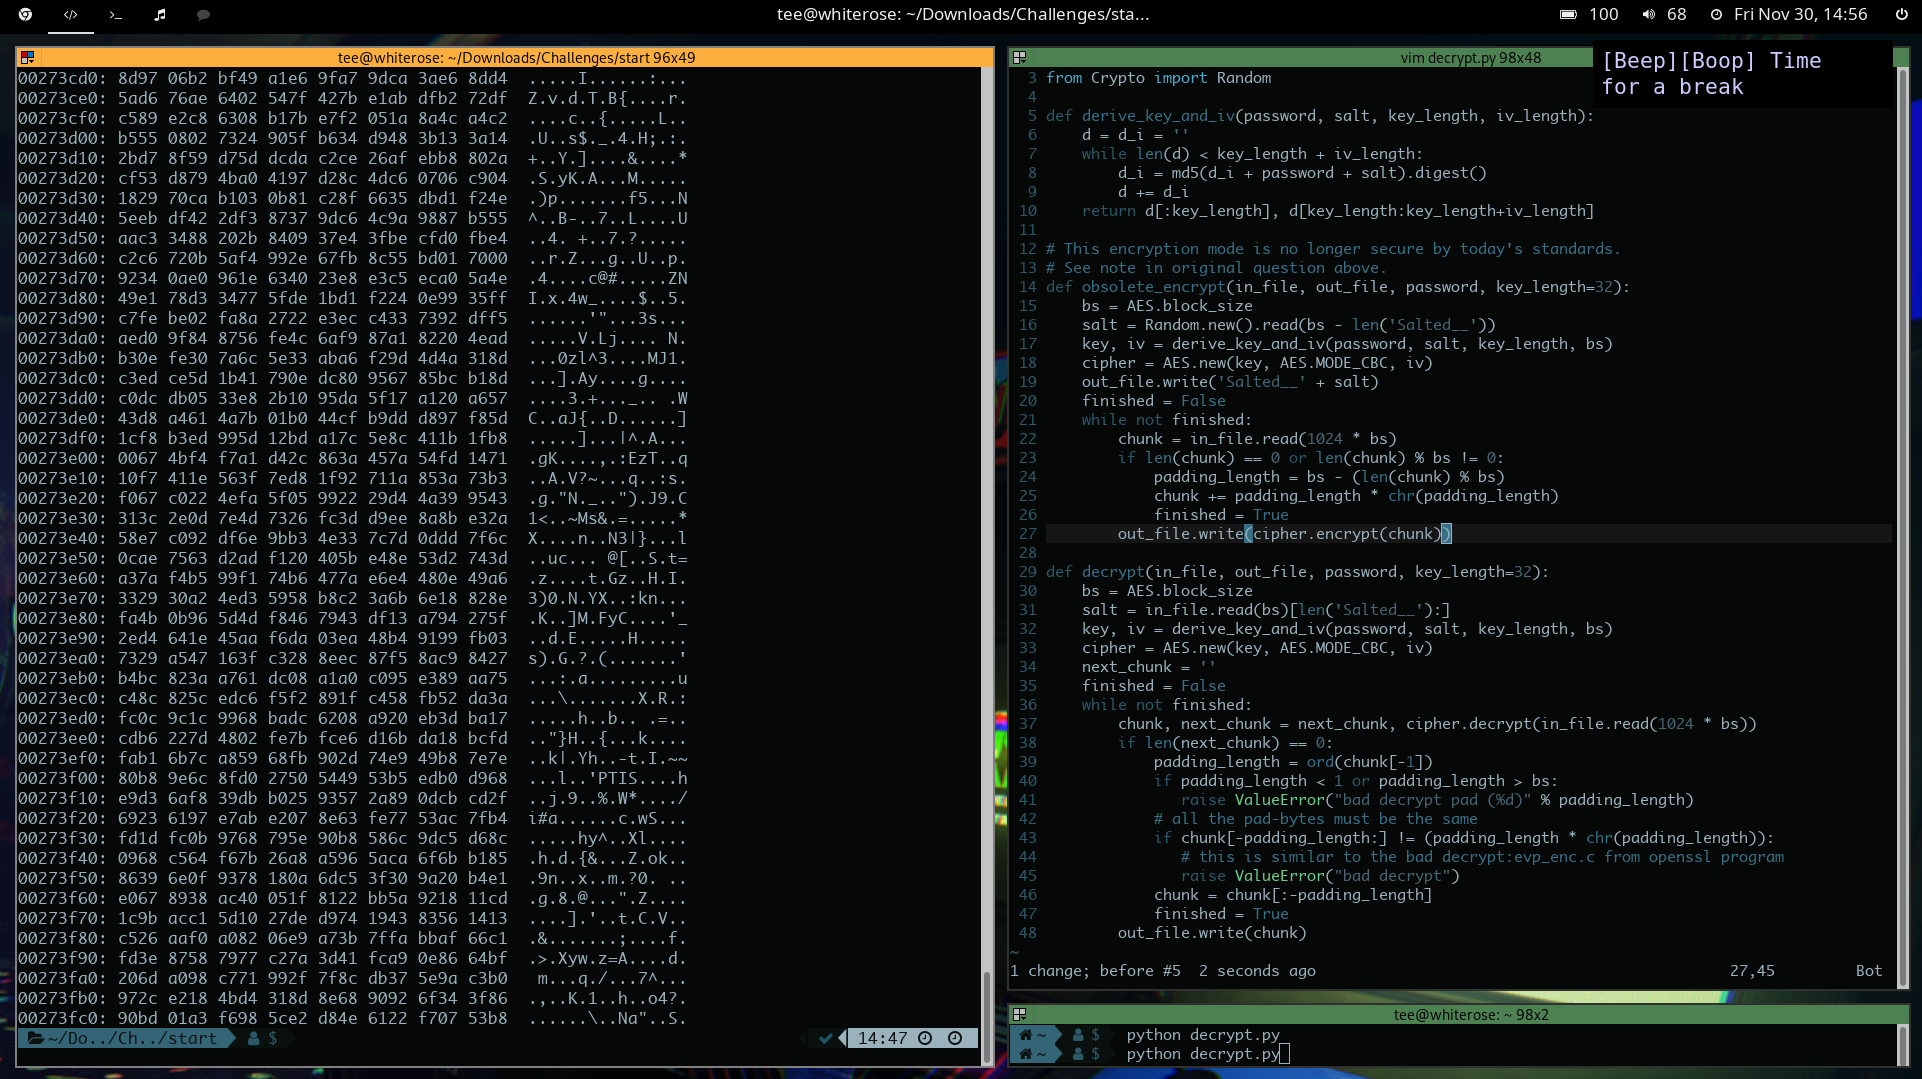 tee@whiterose: ~/Downloads/Challenges/sta...
100
68
Fri Nov 30, 14:56
tee@whiterose: ~/Downloads/Challenges/start 96x49
00273cd0: 8d97 06b2 bf49 a1e6 9fa7 9dca 3ae6 8dd4  .....I......:...
00273ce0: 5ad6 76ae 6402 547f 427b e1ab dfb2 72df  Z.v.d.T.B{....r.
00273cf0: c589 e2c8 6308 b17b e7f2 051a 8a4c a4c2  ....c..{.....L..
00273d00: b555 0802 7324 905f b634 d948 3b13 3a14  .U..s$._.4.H;.:.
00273d10: 2bd7 8f59 d75d dcda c2ce 26af ebb8 802a  +..Y.]....&....*
00273d20: cf53 d879 4ba0 4197 d28c 4dc6 0706 c904  .S.yK.A...M.....
00273d30: 1829 70ca b103 0b81 c28f 6635 dbd1 f24e  .)p.......f5...N
00273d40: 5eeb df42 2df3 8737 9dc6 4c9a 9887 b555  ^..B-..7..L....U
00273d50: aac3 3488 202b 8409 37e4 3fbe cfd0 fbe4  ..4. +..7.?.....
00273d60: c2c6 720b 5af4 992e 67fb 8c55 bd01 7000  ..r.Z...g..U..p.
00273d70: 9234 0ae0 961e 6340 23e8 e3c5 eca0 5a4e  .4....c@#.....ZN
00273d80: 49e1 78d3 3477 5fde 1bd1 f224 0e99 35ff  I.x.4w_....$..5.
00273d90: c7fe be02 fa8a 2722 e3ec c433 7392 dff5  ......'"...3s...
00273da0: aed0 9f84 8756 fe4c 6af9 87a1 8220 4ead  .....V.Lj.... N.
00273db0: b30e fe30 7a6c 5e33 aba6 f29d 4d4a 318d  ...0zl^3....MJ1.
00273dc0: c3ed ce5d 1b41 790e dc80 9567 85bc b18d  ...].Ay....g....
00273dd0: c0dc db05 33e8 2b10 95da 5f17 a120 a657  ....3.+..._.. .W
00273de0: 43d8 a461 4a7b 01b0 44cf b9dd d897 f85d  C..aJ{..D......]
00273df0: 1cf8 b3ed 995d 12bd a17c 5e8c 411b 1fb8  .....]...|^.A...
00273e00: 0067 4bf4 f7a1 d42c 863a 457a 54fd 1471  .gK....,.:EzT..q
00273e10: 10f7 411e 563f 7ed8 1f92 711a 853a 73b3  ..A.V?~...q..:s.
00273e20: f067 c022 4efa 5f05 9922 29d4 4a39 9543  .g."N._..").J9.C
00273e30: 313c 2e0d 7e4d 7326 fc3d d9ee 8a8b e32a  1<..~Ms&.=.....*
00273e40: 58e7 c092 df6e 9bb3 4e33 7c7d 0ddd 7f6c  X....n..N3|}...l
00273e50: 0cae 7563 d2ad f120 405b e48e 53d2 743d  ..uc... @[..S.t=
00273e60: a37a f4b5 99f1 74b6 477a e6e4 480e 49a6  .z....t.Gz..H.I.
00273e70: 3329 30a2 4ed3 5958 b8c2 3a6b 6e18 828e  3)0.N.YX..:kn...
00273e80: fa4b 0b96 5d4d f846 7943 df13 a794 275f  .K..]M.FyC....'_
00273e90: 2ed4 641e 45aa f6da 03ea 48b4 9199 fb03  ..d.E.....H.....
00273ea0: 7329 a547 163f c328 8eec 87f5 8ac9 8427  s).G.?.(.......'
00273eb0: b4bc 823a a761 dc08 a1a0 c095 e389 aa75  ...:.a.........u
00273ec0: c48c 825c edc6 f5f2 891f c458 fb52 da3a  ...\.......X.R.:
00273ed0: fc0c 9c1c 9968 badc 6208 a920 eb3d ba17  .....h..b.. .=..
00273ee0: cdb6 227d 4802 fe7b fce6 d16b da18 bcfd  .."}H..{...k....
00273ef0: fab1 6b7c a859 68fb 902d 74e9 49b8 7e7e  ..k|.Yh..-t.I.~~
00273f00: 80b8 9e6c 8fd0 2750 5449 53b5 edb0 d968  ...l..'PTIS....h
00273f10: e9d3 6af8 39db b025 9357 2a89 0dcb cd2f  ..j.9..%.W*..../
00273f20: 6923 6197 e7ab e207 8e63 fe77 53ac 7fb4  i#a......c.wS...
00273f30: fd1d fc0b 9768 795e 90b8 586c 9dc5 d68c  .....hy^..Xl....
00273f40: 0968 c564 f67b 26a8 a596 5aca 6f6b b185  .h.d.{&...Z.ok..
00273f50: 8639 6e0f 9378 180a 6dc5 3f30 9a20 b4e1  .9n..x..m.?0. ..
00273f60: e067 8938 ac40 051f 8122 bb5a 9218 11cd  .g.8.@...".Z....
00273f70: 1c9b acc1 5d10 27de d974 1943 8356 1413  ....].'..t.C.V..
00273f80: c526 aaf0 a082 06e9 a73b 7ffa bbaf 66c1  .&.......;....f.
00273f90: fd3e 8758 7977 c27a 3d41 fca9 0e86 64bf  .>.Xyw.z=A....d.
00273fa0: 206d a098 c771 992f 7f8c db37 5e9a c3b0   m...q./...7^...
00273fb0: 972c e218 4bd4 318d 8e68 9092 6f34 3f86  .,..K.1..h..o4?.
00273fc0: 90bd 01a3 f698 5ce2 d84e 6122 f707 53b8  ......\..Na"..S.
~/Do../Ch../start $ 14:47
vim decrypt.py 98x48
[Beep][Boop] Time
for a break
3 from Crypto import Random
4
5 def derive_key_and_iv(password, salt, key_length, iv_length):
6     d = d_i = ''
7     while len(d) < key_length + iv_length:
8         d_i = md5(d_i + password + salt).digest()
9         d += d_i
10     return d[:key_length], d[key_length:key_length+iv_length]
11
12 # This encryption mode is no longer secure by today's standards.
13 # See note in original question above.
14 def obsolete_encrypt(in_file, out_file, password, key_length=32):
15     bs = AES.block_size
16     salt = Random.new().read(bs - len('Salted__'))
17     key, iv = derive_key_and_iv(password, salt, key_length, bs)
18     cipher = AES.new(key, AES.MODE_CBC, iv)
19     out_file.write('Salted__' + salt)
20     finished = False
21     while not finished:
22         chunk = in_file.read(1024 * bs)
23         if len(chunk) == 0 or len(chunk) % bs != 0:
24             padding_length = bs - (len(chunk) % bs)
25             chunk += padding_length * chr(padding_length)
26             finished = True
27         out_file.write(cipher.encrypt(chunk))
28
29 def decrypt(in_file, out_file, password, key_length=32):
30     bs = AES.block_size
31     salt = in_file.read(bs)[len('Salted__'):]
32     key, iv = derive_key_and_iv(password, salt, key_length, bs)
33     cipher = AES.new(key, AES.MODE_CBC, iv)
34     next_chunk = ''
35     finished = False
36     while not finished:
37         chunk, next_chunk = next_chunk, cipher.decrypt(in_file.read(1024 * bs))
38         if len(next_chunk) == 0:
39             padding_length = ord(chunk[-1])
40             if padding_length < 1 or padding_length > bs:
41                raise ValueError("bad decrypt pad (%d)" % padding_length)
42             # all the pad-bytes must be the same
43             if chunk[-padding_length:] != (padding_length * chr(padding_length)):
44                # this is similar to the bad decrypt:evp_enc.c from openssl program
45                raise ValueError("bad decrypt")
46             chunk = chunk[:-padding_length]
47             finished = True
48         out_file.write(chunk)
~
1 change; before #5  2 seconds ago 27,45 Bot
tee@whiterose: ~ 98x2
~ $ python decrypt.py
~ $ python decrypt.py